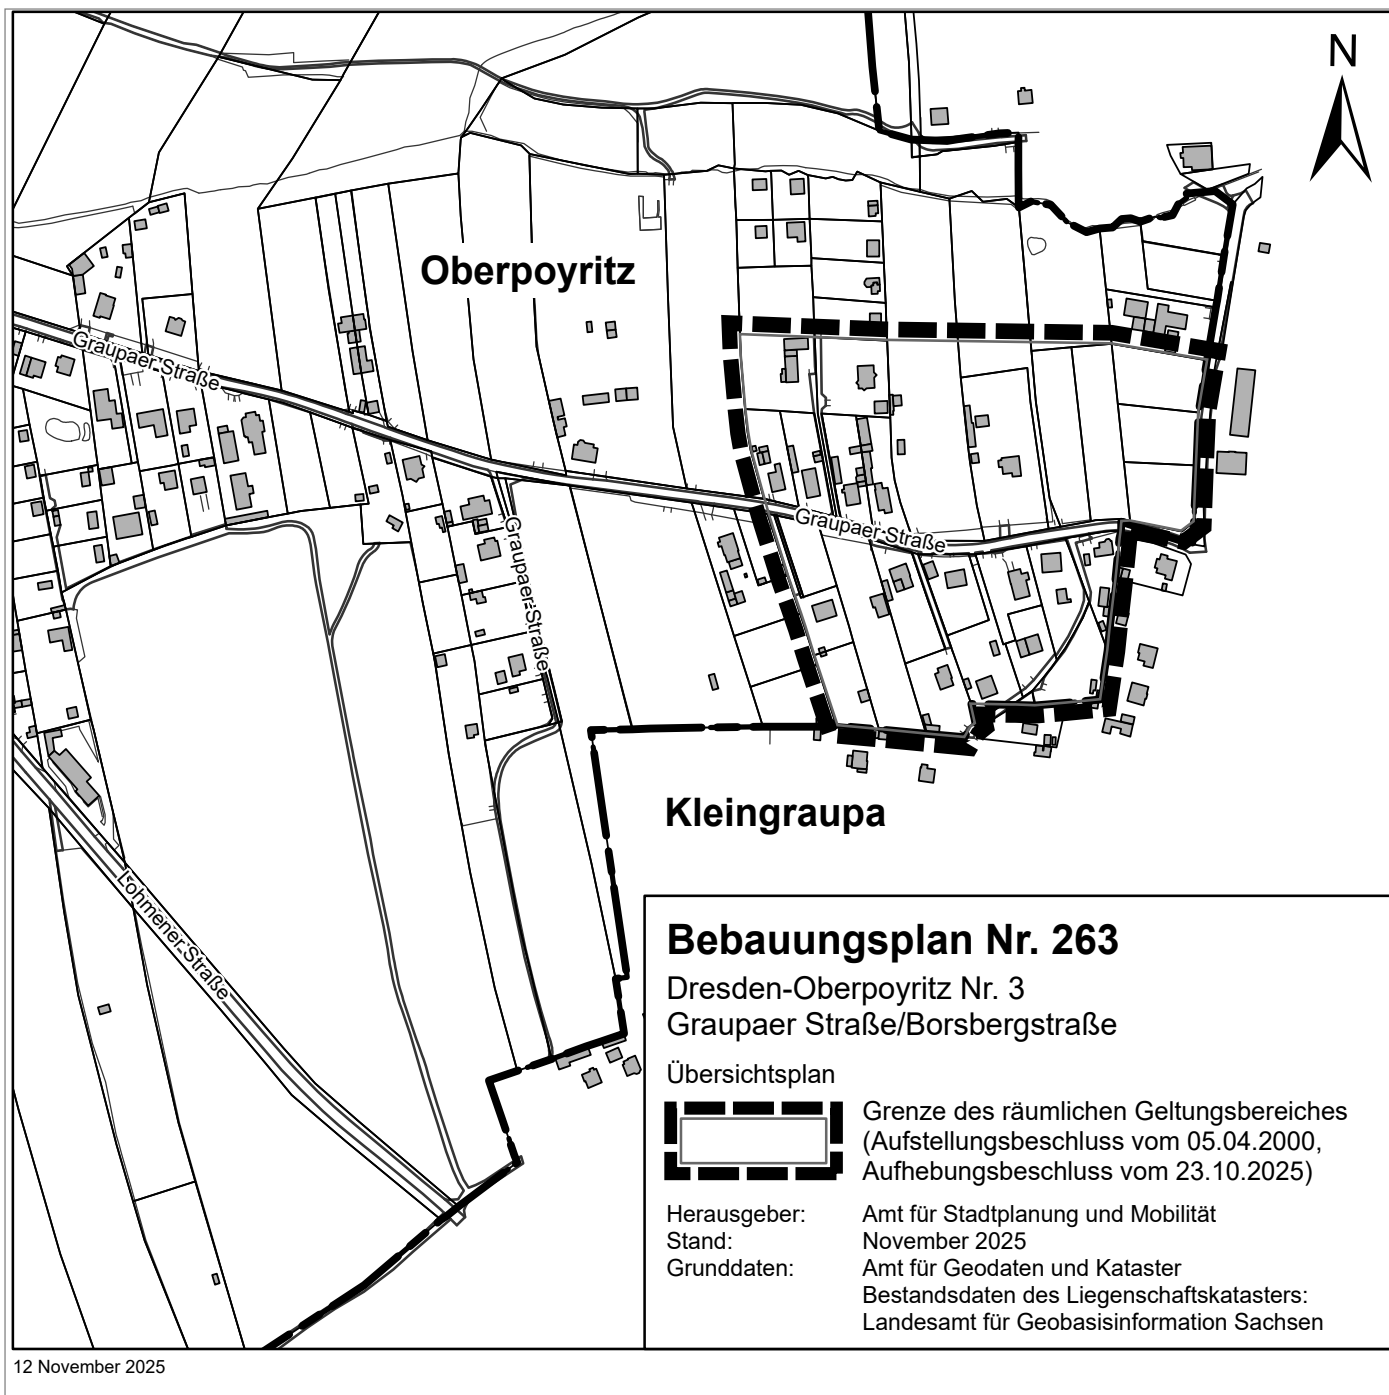 N
Oberpoyritz
Graupaer Straße
Graupaer Straße
Graupaer Straße
Kleingraupa
Lohmener Straße
Bebauungsplan Nr. 263
Dresden-Oberpoyritz Nr. 3
Graupaer Straße/Borsbergstraße
Übersichtsplan
Grenze des räumlichen Geltungsbereiches
(Aufstellungsbeschluss vom 05.04.2000,
Aufhebungsbeschluss vom 23.10.2025)
Herausgeber: Amt für Stadtplanung und Mobilität
Stand: November 2025
Grunddaten: Amt für Geodaten und Kataster
Bestandsdaten des Liegenschaftskatasters:
Landesamt für Geobasisinformation Sachsen
12 November 2025